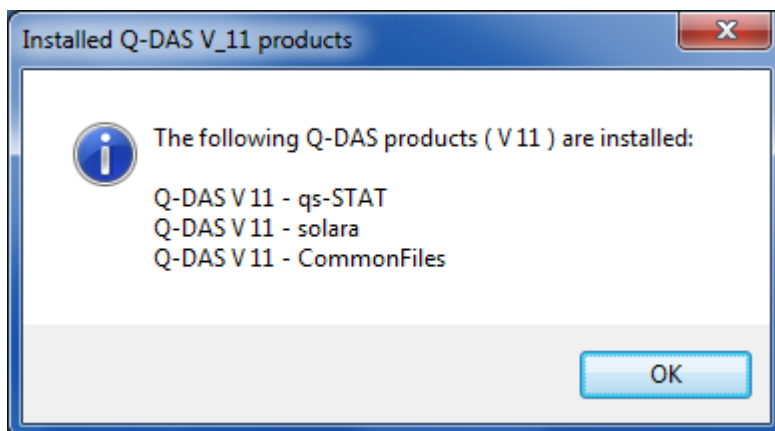 Installed Q-DAS V_11 products
The following Q-DAS products ( V 11 ) are installed:
Q-DAS V 11 - qs-STAT
Q-DAS V 11 - solara
Q-DAS V 11 - CommonFiles
OK